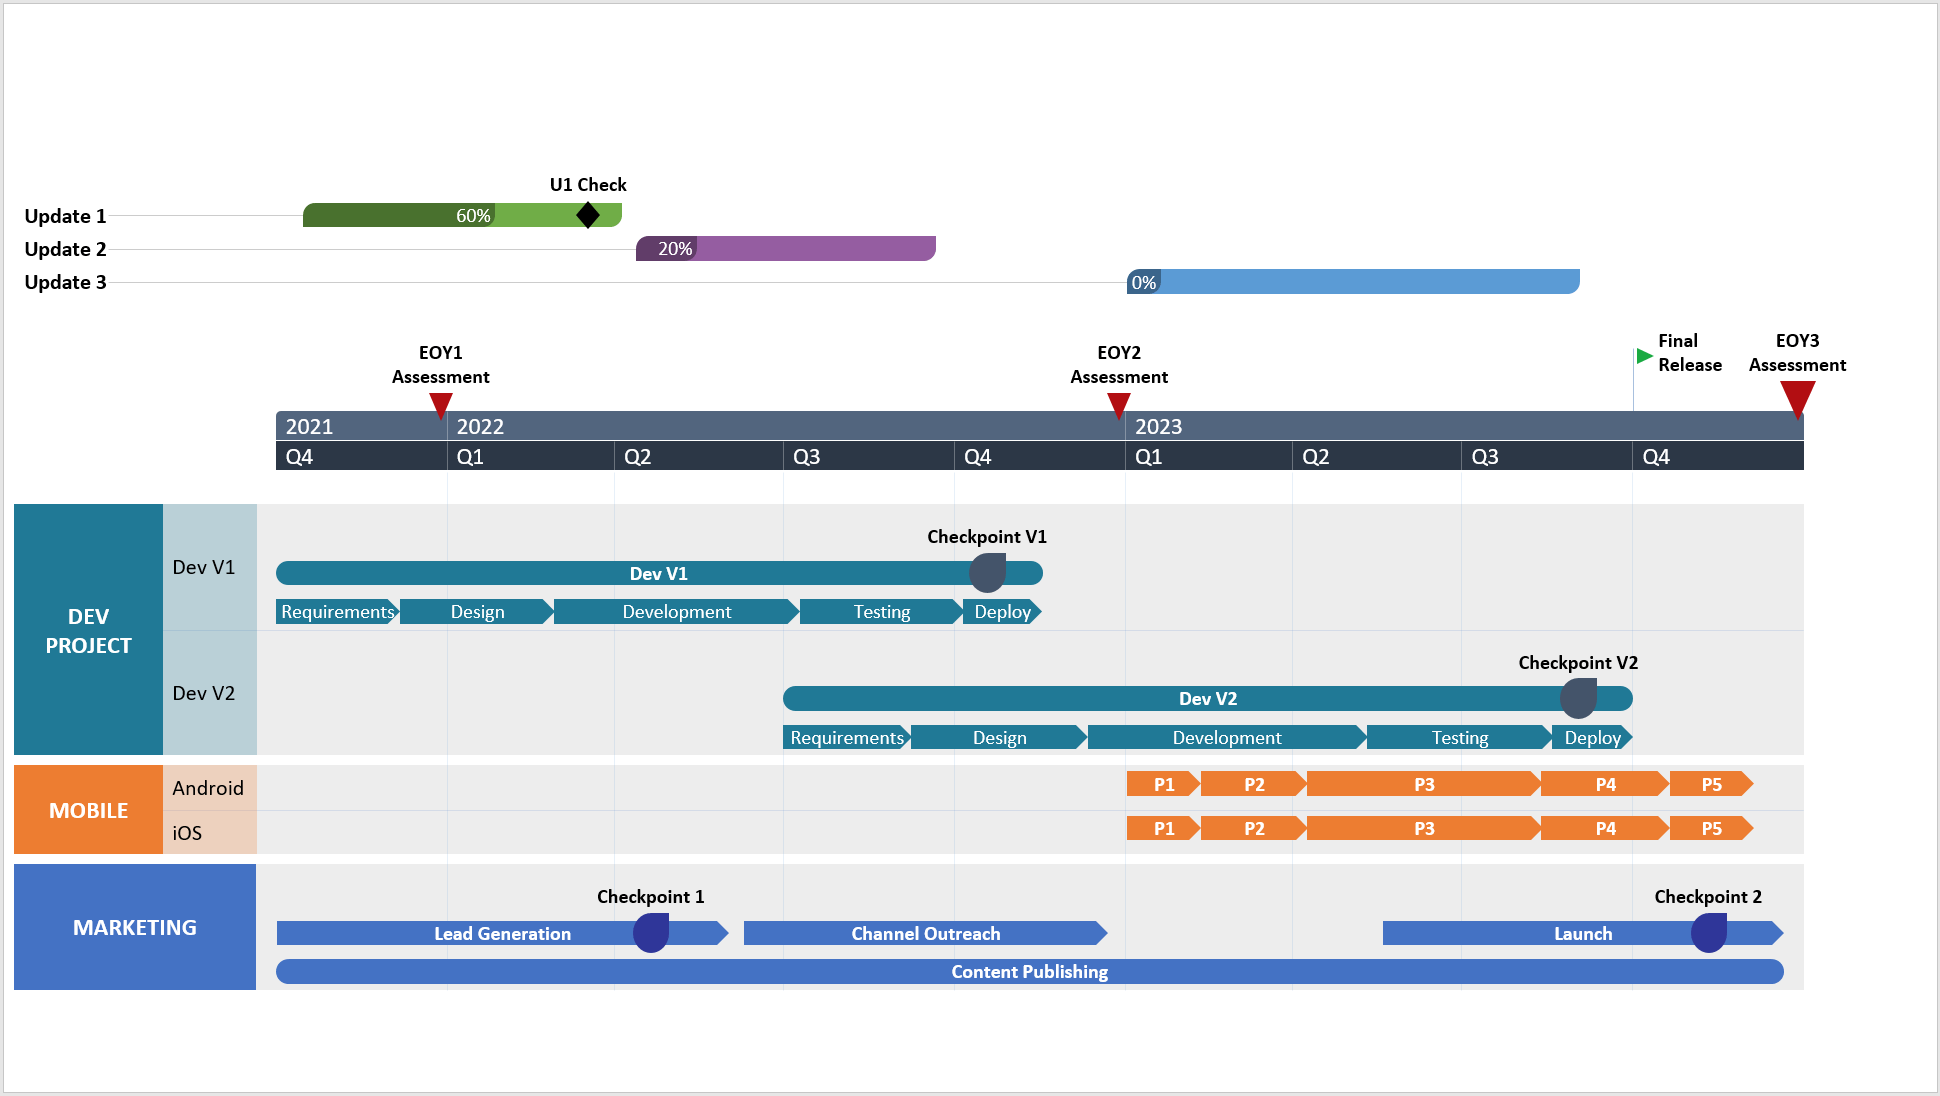 U1 Check
Update 1
60%
Update 2
20%
Update 3
0%
EOY1
Assessment
EOY2
Assessment
Final
Release
EOY3
Assessment
2021
2022
2023
Q4
Q1
Q2
Q3
Q4
Q1
Q2
Q3
Q4
DEV
PROJECT
Dev V1
Checkpoint V1
Dev V1
Requirements
Design
Development
Testing
Deploy
Dev V2
Checkpoint V2
Dev V2
Requirements
Design
Development
Testing
Deploy
MOBILE
Android
P1
P2
P3
P4
P5
iOS
P1
P2
P3
P4
P5
MARKETING
Checkpoint 1
Checkpoint 2
Lead Generation
Channel Outreach
Launch
Content Publishing